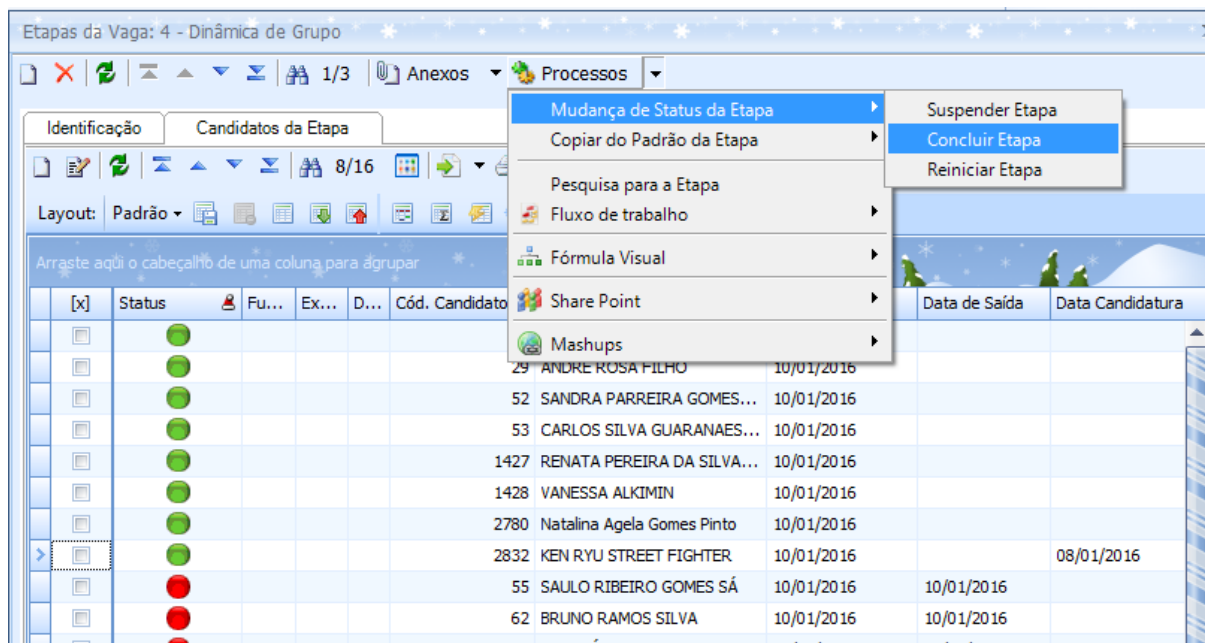 Etapas da Vaga: 4 - Dinâmica de Grupo
1/3 Anexos Processos
Mudança de Status da Etapa
Copiar do Padrão da Etapa
Pesquisa para a Etapa
Fluxo de trabalho
Fórmula Visual
Share Point
Mashups
Suspender Etapa
Concluir Etapa
Reiniciar Etapa
Identificação Candidatos da Etapa
8/16
Layout: Padrão
Arraste aqui o cabeçalho de uma coluna para agrupar
[x] Status Fu... Ex... D... Cód. Candidato Data de Saída Data Candidatura
29 ANDRE ROSA FILHO 10/01/2016
52 SANDRA PARREIRA GOMES... 10/01/2016
53 CARLOS SILVA GUARANAES... 10/01/2016
1427 RENATA PEREIRA DA SILVA... 10/01/2016
1428 VANESSA ALKIMIN 10/01/2016
2780 Natalina Agela Gomes Pinto 10/01/2016
2832 KEN RYU STREET FIGHTER 10/01/2016 08/01/2016
55 SAULO RIBEIRO GOMES SÁ 10/01/2016 10/01/2016
62 BRUNO RAMOS SILVA 10/01/2016 10/01/2016